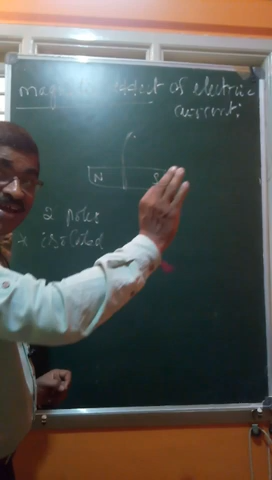 magnetic effect of electric
current:
N S
2 poles
isolated